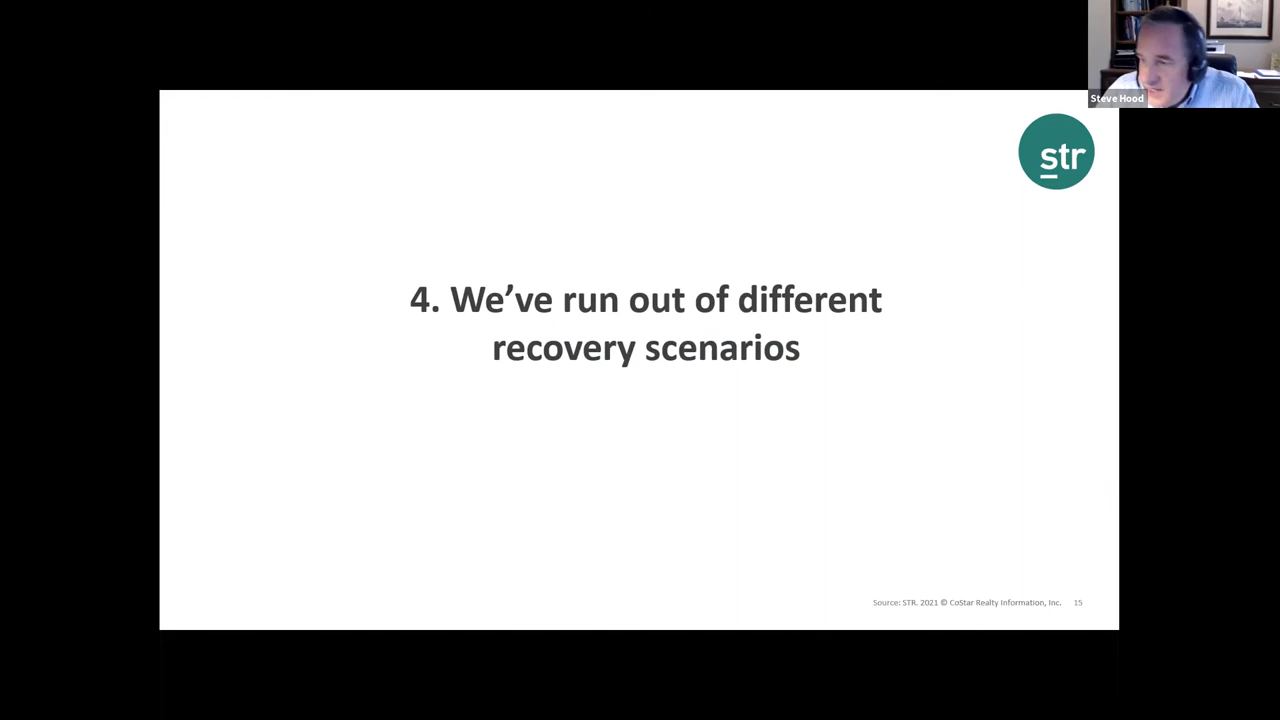 Steve Hood
str
4. We’ve run out of different
recovery scenarios
Source: STR. 2021 © CoStar Realty Information, Inc. 15